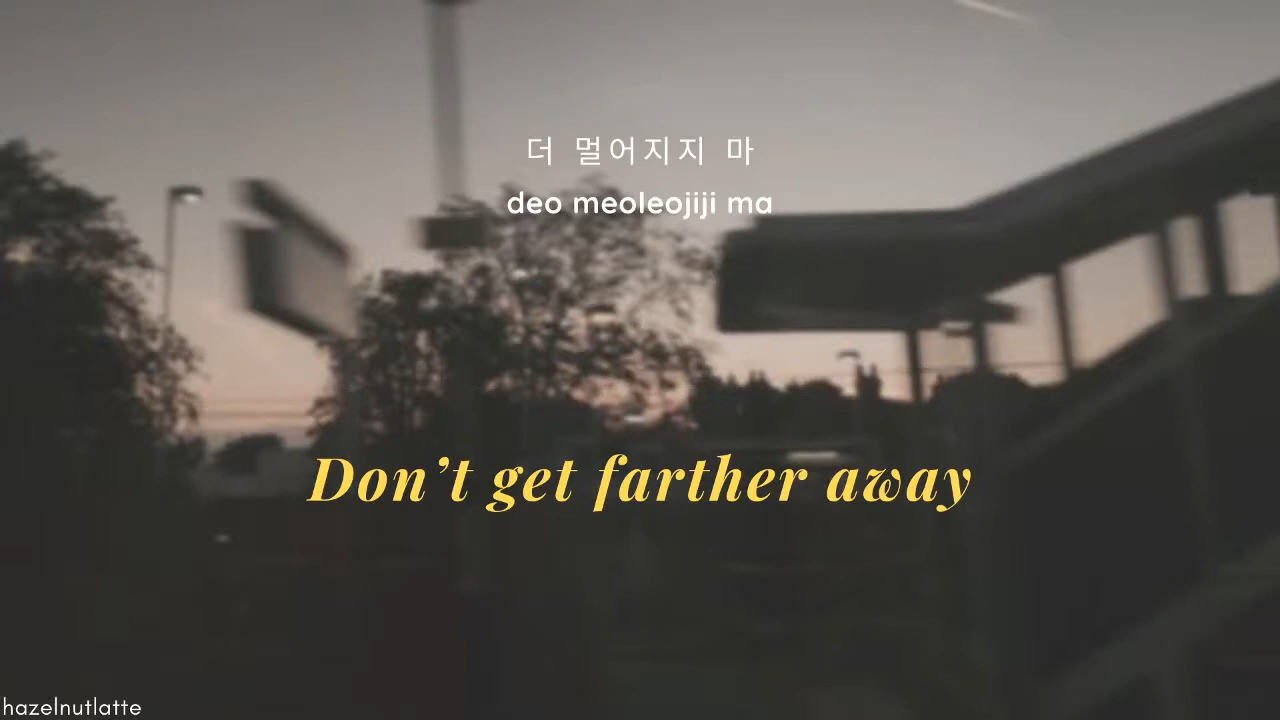 더 멀어지지 마
deo meoleojiji ma
Don’t get farther away
hazelnutlatte